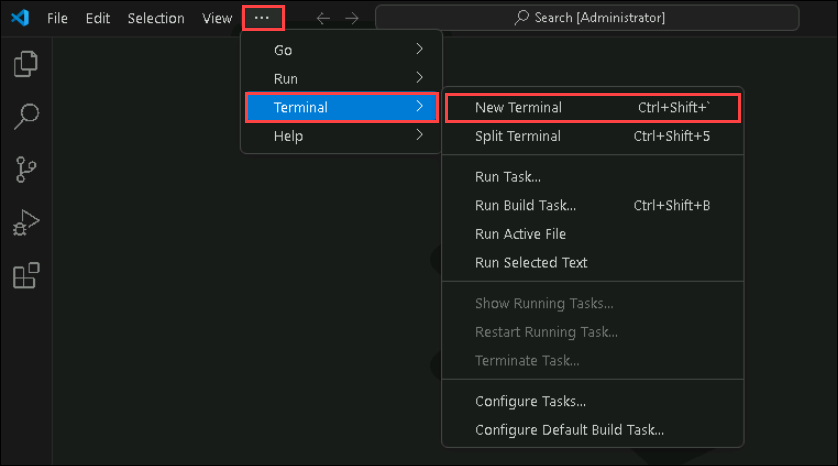 File Edit Selection View ··· Search [Administrator]
Go
Run
Terminal
Help
New Terminal Ctrl+Shift+`
Split Terminal Ctrl+Shift+5
Run Task...
Run Build Task... Ctrl+Shift+B
Run Active File
Run Selected Text
Show Running Tasks...
Restart Running Task...
Terminate Task...
Configure Tasks...
Configure Default Build Task...